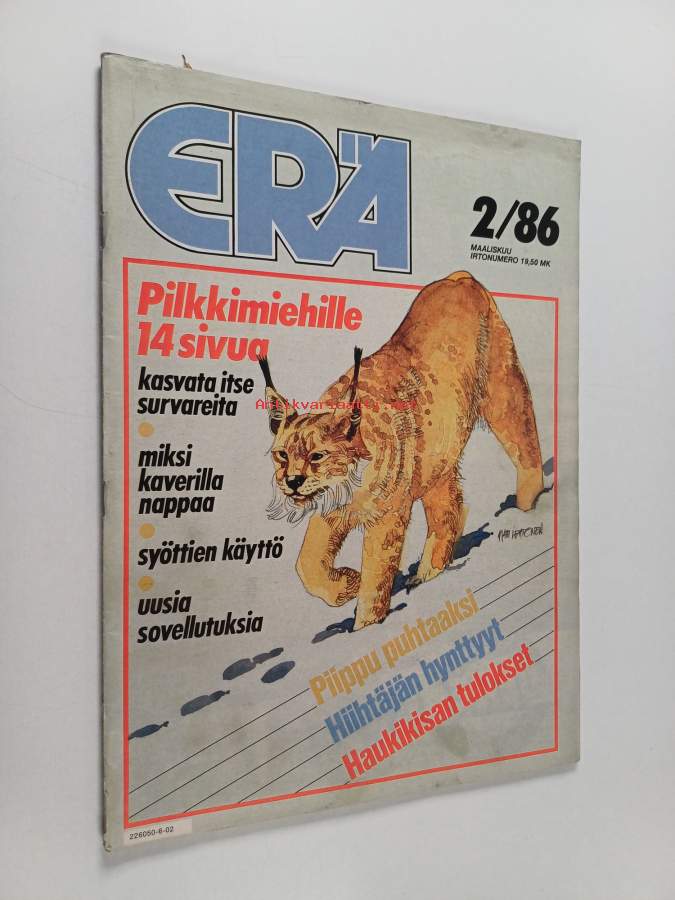 ERÄ
2/86
MAALISKUU
IRTONUMERO 19,50 MK
Pilkkimiehille
14 sivua
kasvata itse
survareita
miksi
kaverilla
nappaa
syöttien käyttö
uusia
sovellutuksia
Piippu puhtaaksi
Hiihtäjän hynttyyt
Haukikisan tulokset
226050-6-02